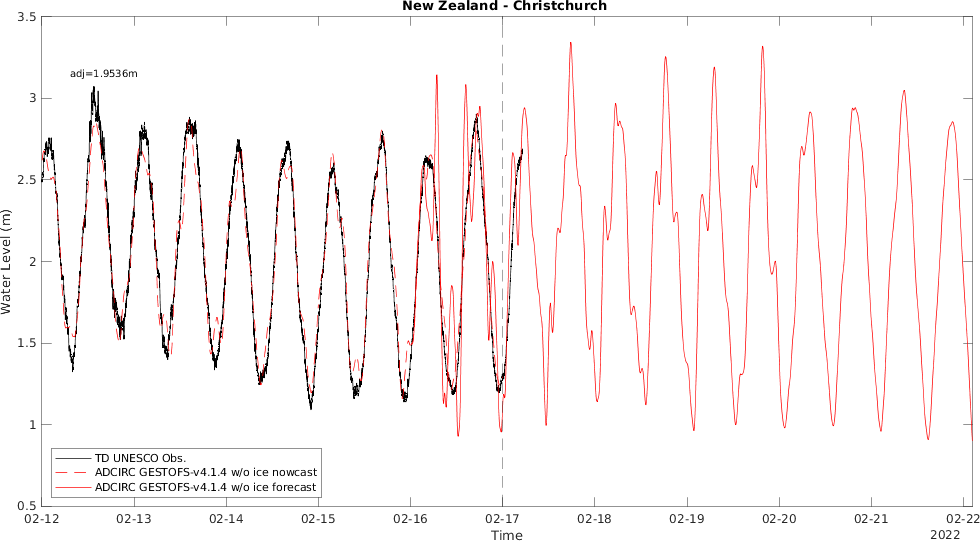 New Zealand - Christchurch
adj=1.9536m
3.5
3
2.5
2
1.5
1
0.5
Water Level (m)
TD UNESCO Obs.
ADCIRC GESTOFS-v4.1.4 w/o ice nowcast
ADCIRC GESTOFS-v4.1.4 w/o ice forecast
02-12 02-13 02-14 02-15 02-16 02-17 02-18 02-19 02-20 02-21 02-22
Time
2022